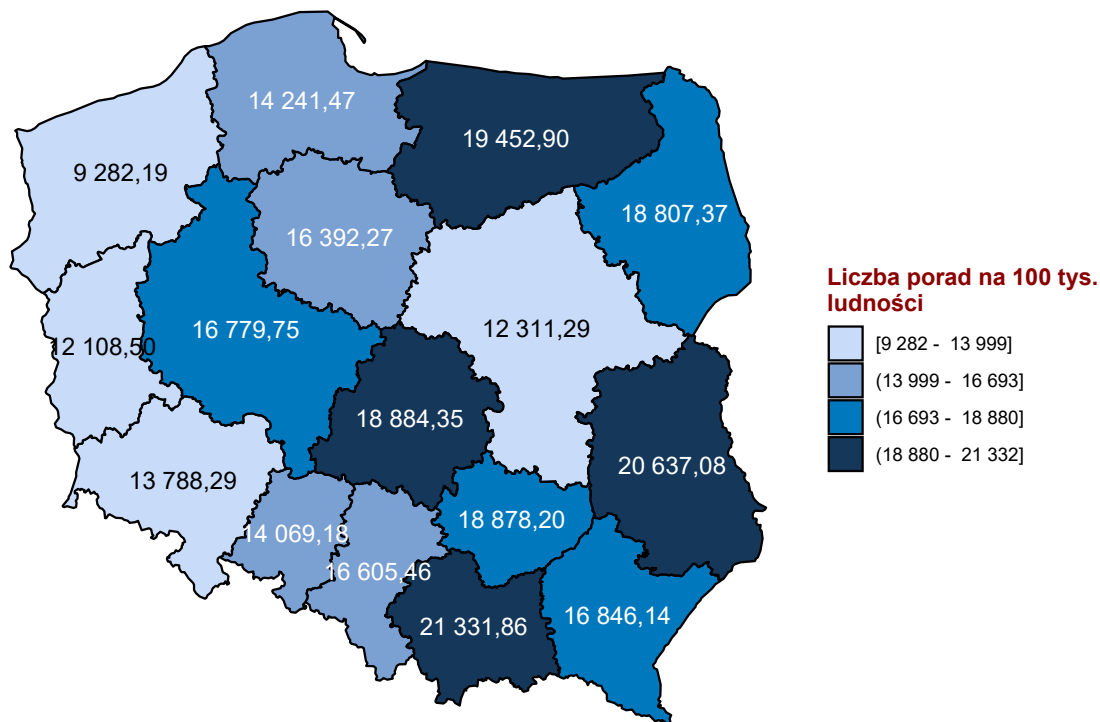 14 241,47
19 452,90
9 282,19
18 807,37
16 392,27
16 779,75
12 311,29
12 108,50
18 884,35
20 637,08
13 788,29
18 878,20
14 069,18
16 605,46
16 846,14
21 331,86
Liczba porad na 100 tys.
ludności
[9 282 - 13 999]
(13 999 - 16 693]
(16 693 - 18 880]
(18 880 - 21 332]